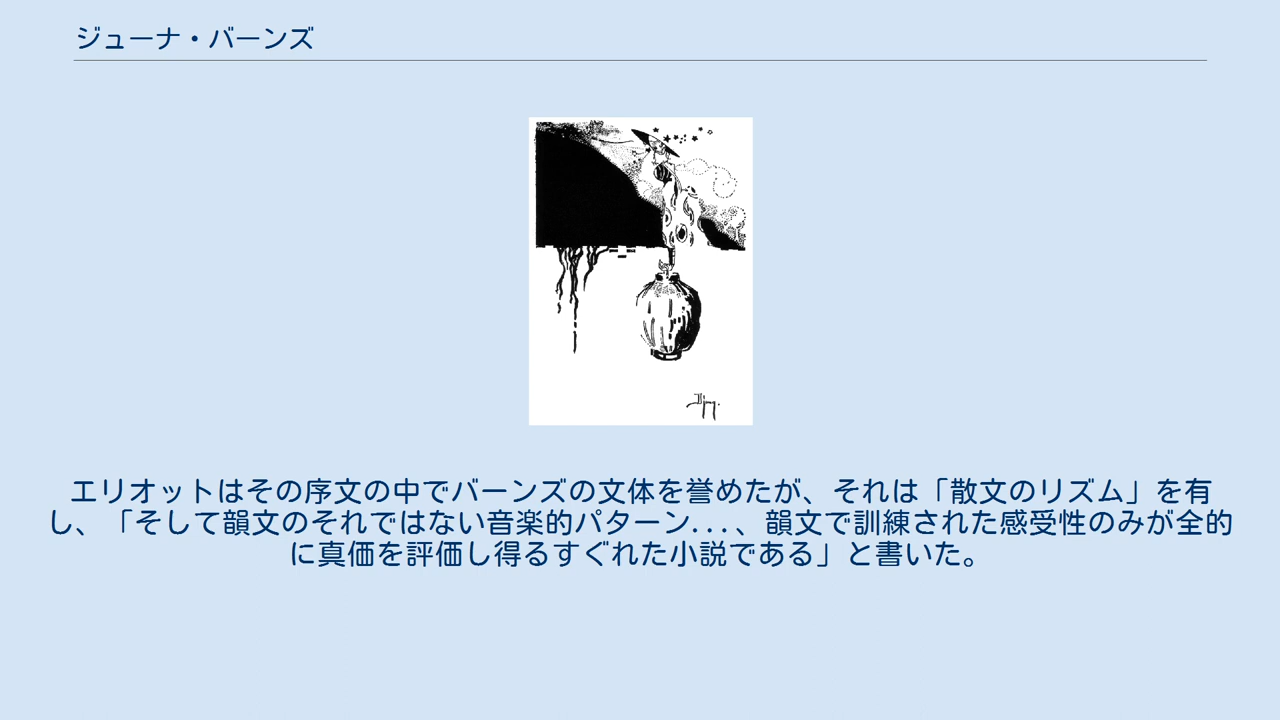 ジューナ・バーンズ
Djuna.
エリオットはその序文の中でバーンズの文体を誉めたが、それは「散文のリズム」を有
し、「そして韻文のそれではない音楽的パターン...、韻文で訓練された感受性のみが全的
に真価を評価し得るすぐれた小説である」と書いた。